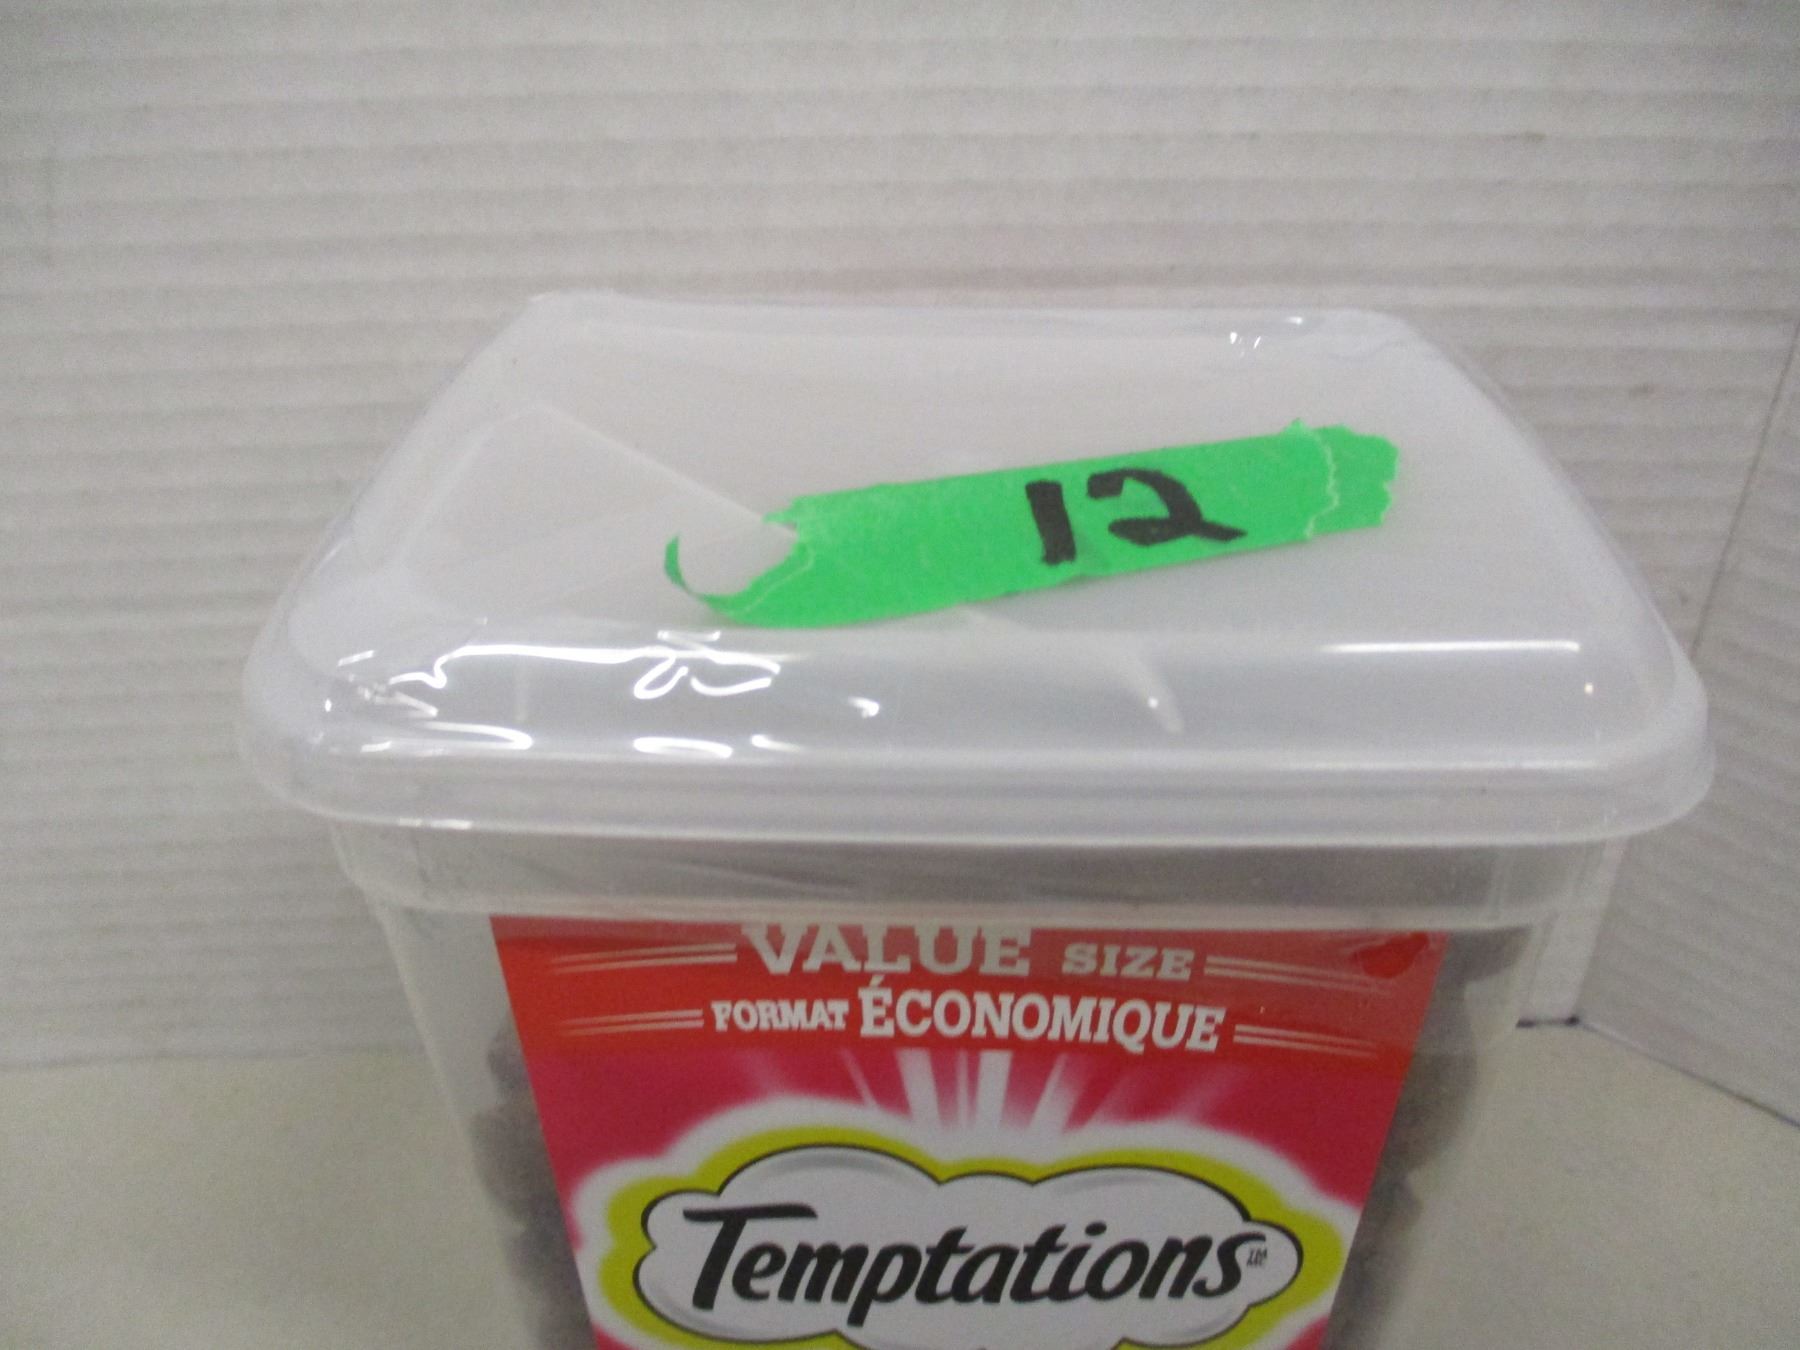 12
VALUE SIZE
FORMAT ÉCONOMIQUE
Temptations